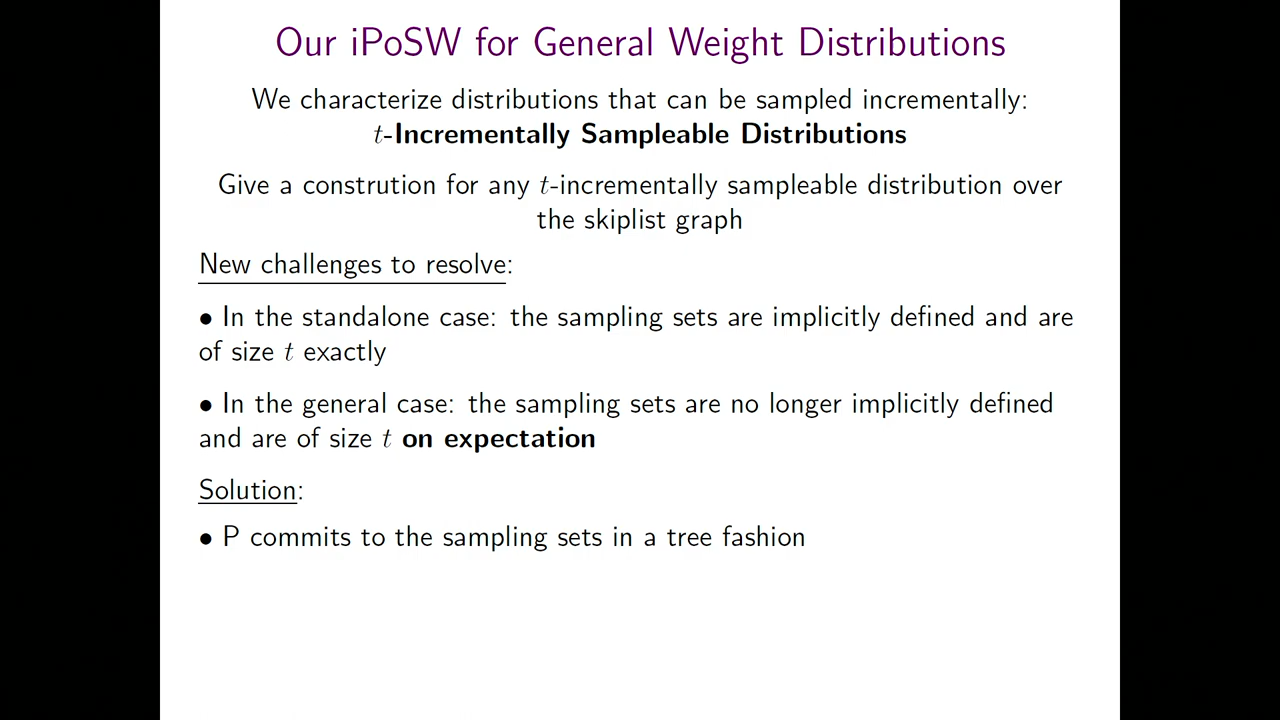 Our iPoSW for General Weight Distributions
We characterize distributions that can be sampled incrementally:
t-Incrementally Sampleable Distributions
Give a constrution for any t-incrementally sampleable distribution over
the skiplist graph
New challenges to resolve:
• In the standalone case: the sampling sets are implicitly defined and are
of size t exactly
• In the general case: the sampling sets are no longer implicitly defined
and are of size t on expectation
Solution:
• P commits to the sampling sets in a tree fashion